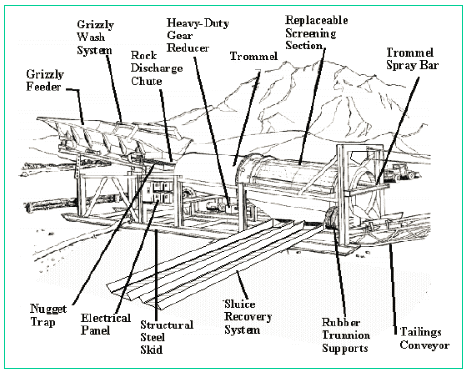 Grizzly
Wash
System
Heavy-Duty
Gear
Reducer
Replaceable
Screening
Section
Rock
Discharge
Chute
Trommel
Trommel
Spray Bar
Grizzly
Feeder
Nugget
Trap
Electrical
Panel
Structural
Steel
Skid
Sluice
Recovery
System
Rubber
Trunnion
Supports
Tailings
Conveyor